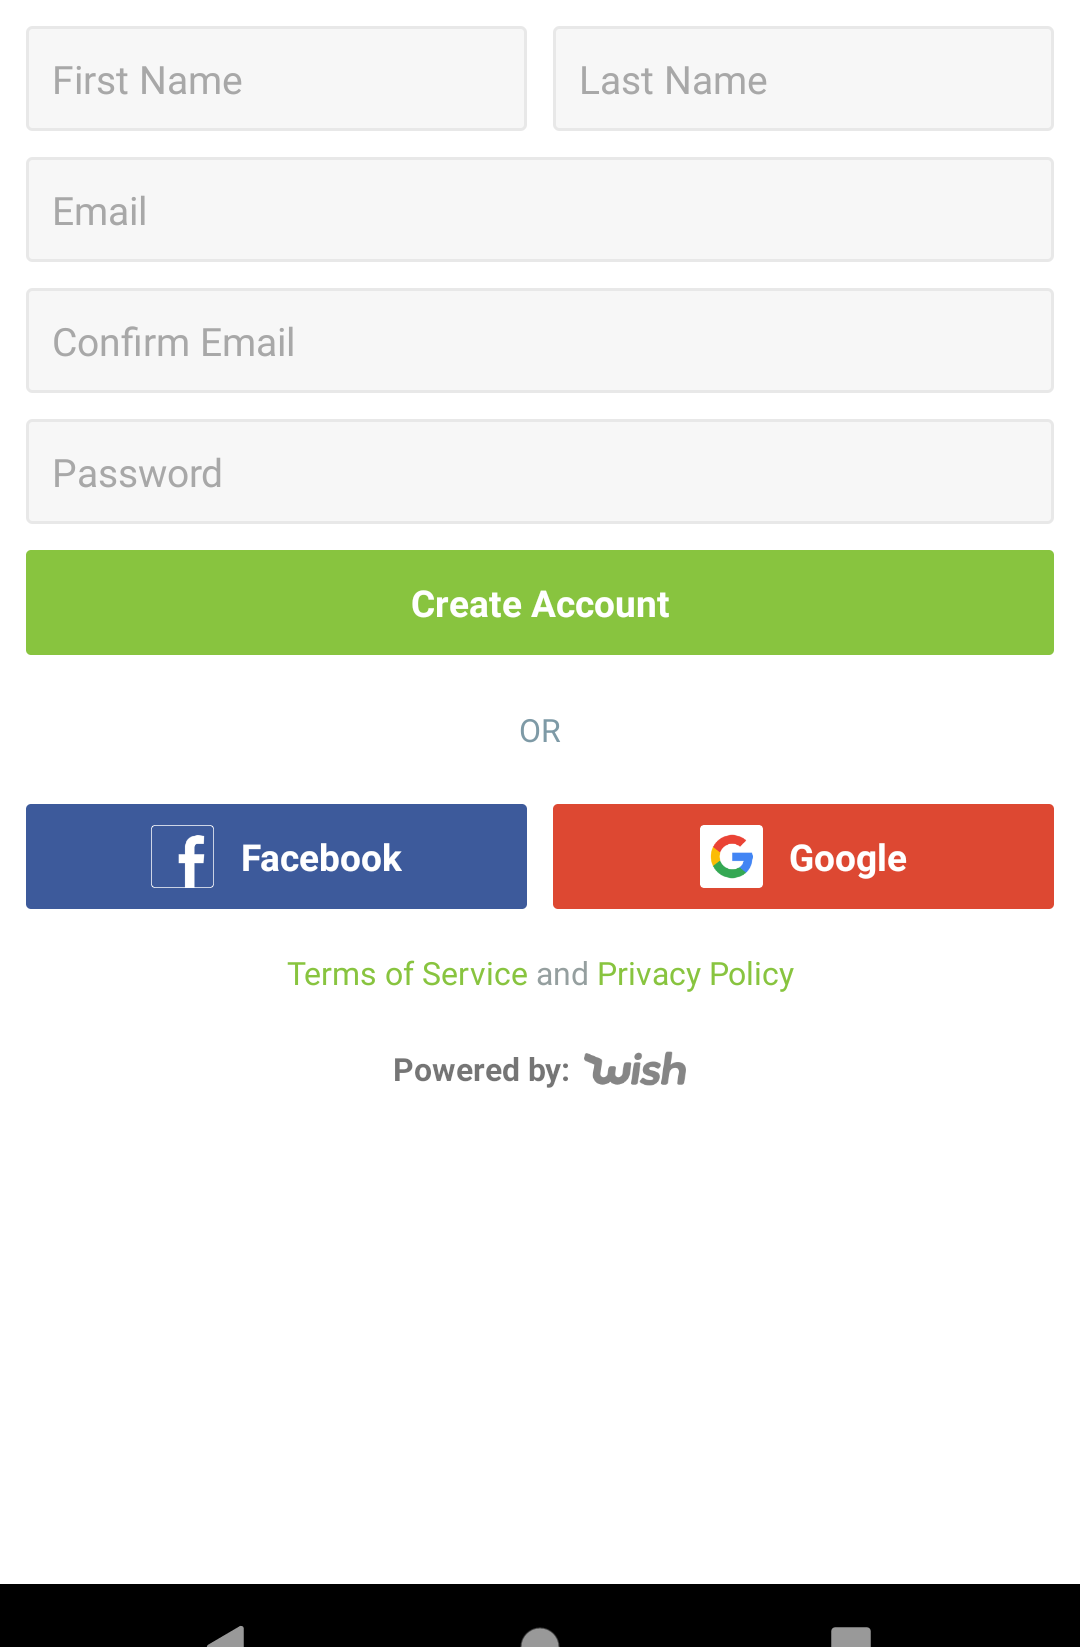 First Name Last Name
Email
Confirm Email
Password
Create Account
OR
Facebook Google
Terms of Service and Privacy Policy
Powered by: wish